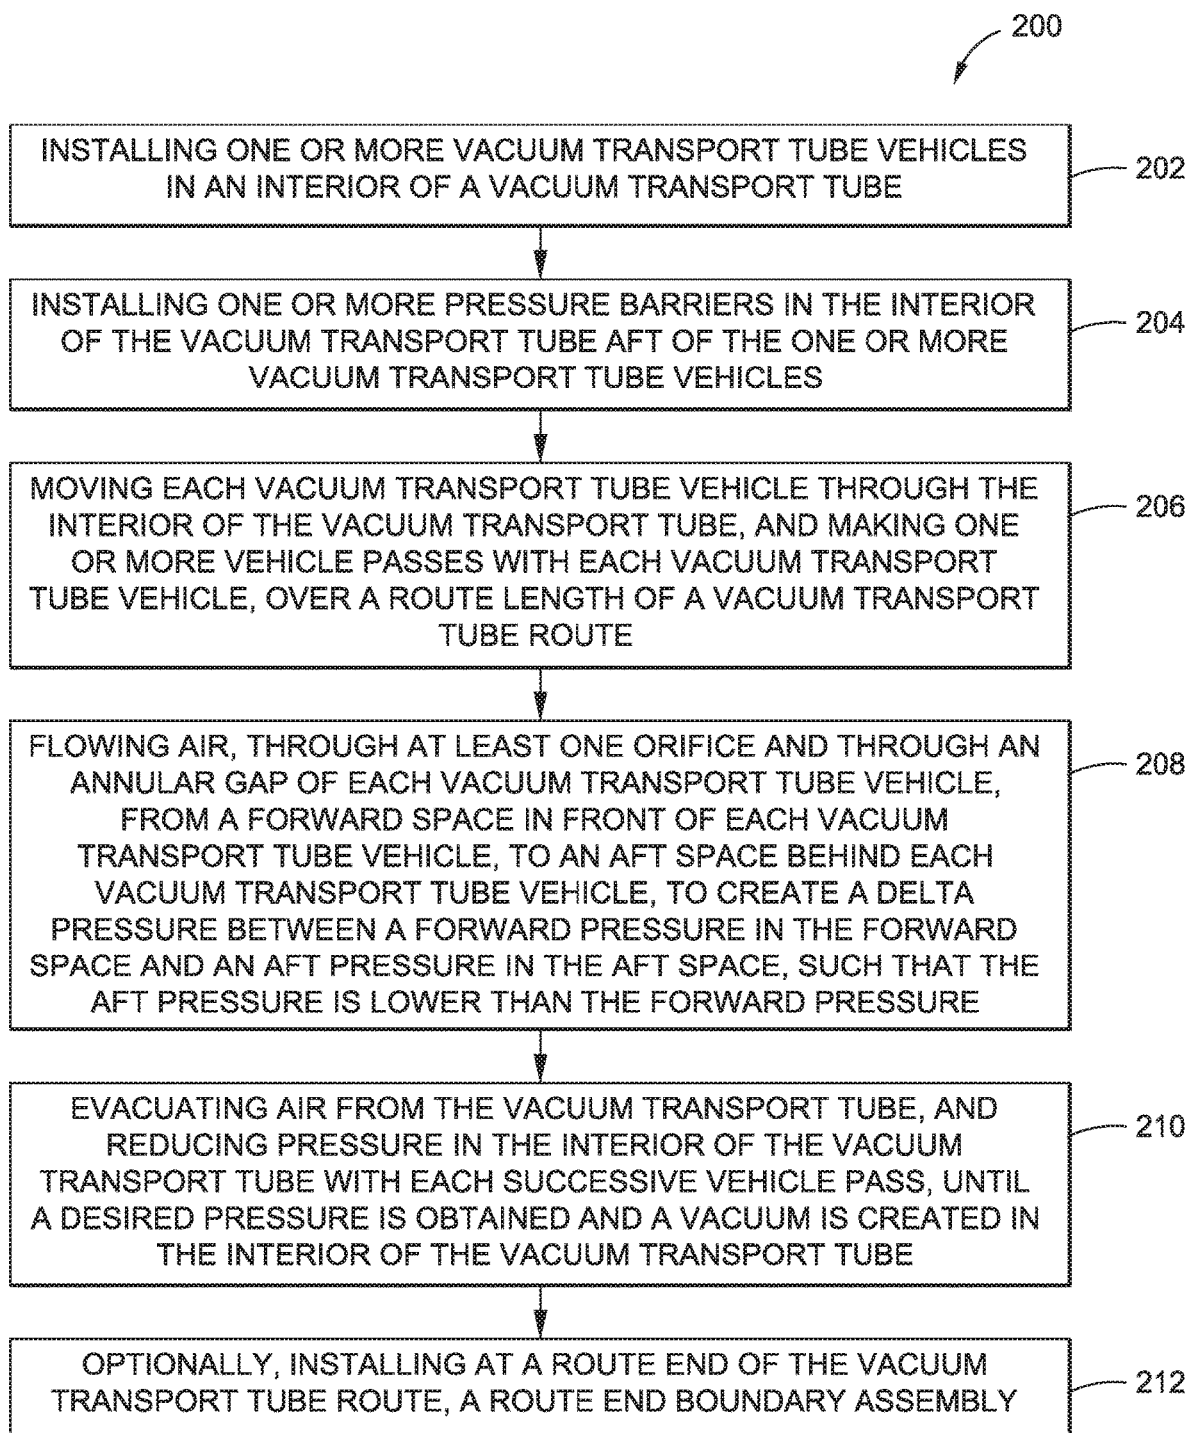 200
INSTALLING ONE OR MORE VACUUM TRANSPORT TUBE VEHICLES
IN AN INTERIOR OF A VACUUM TRANSPORT TUBE
202
INSTALLING ONE OR MORE PRESSURE BARRIERS IN THE INTERIOR
OF THE VACUUM TRANSPORT TUBE AFT OF THE ONE OR MORE
VACUUM TRANSPORT TUBE VEHICLES
204
MOVING EACH VACUUM TRANSPORT TUBE VEHICLE THROUGH THE
INTERIOR OF THE VACUUM TRANSPORT TUBE, AND MAKING ONE
OR MORE VEHICLE PASSES WITH EACH VACUUM TRANSPORT
TUBE VEHICLE, OVER A ROUTE LENGTH OF A VACUUM TRANSPORT
TUBE ROUTE
206
FLOWING AIR, THROUGH AT LEAST ONE ORIFICE AND THROUGH AN
ANNULAR GAP OF EACH VACUUM TRANSPORT TUBE VEHICLE,
FROM A FORWARD SPACE IN FRONT OF EACH VACUUM
TRANSPORT TUBE VEHICLE, TO AN AFT SPACE BEHIND EACH
VACUUM TRANSPORT TUBE VEHICLE, TO CREATE A DELTA
PRESSURE BETWEEN A FORWARD PRESSURE IN THE FORWARD
SPACE AND AN AFT PRESSURE IN THE AFT SPACE, SUCH THAT THE
AFT PRESSURE IS LOWER THAN THE FORWARD PRESSURE
208
EVACUATING AIR FROM THE VACUUM TRANSPORT TUBE, AND
REDUCING PRESSURE IN THE INTERIOR OF THE VACUUM
TRANSPORT TUBE WITH EACH SUCCESSIVE VEHICLE PASS, UNTIL
A DESIRED PRESSURE IS OBTAINED AND A VACUUM IS CREATED IN
THE INTERIOR OF THE VACUUM TRANSPORT TUBE
210
OPTIONALLY, INSTALLING AT A ROUTE END OF THE VACUUM
TRANSPORT TUBE ROUTE, A ROUTE END BOUNDARY ASSEMBLY
212